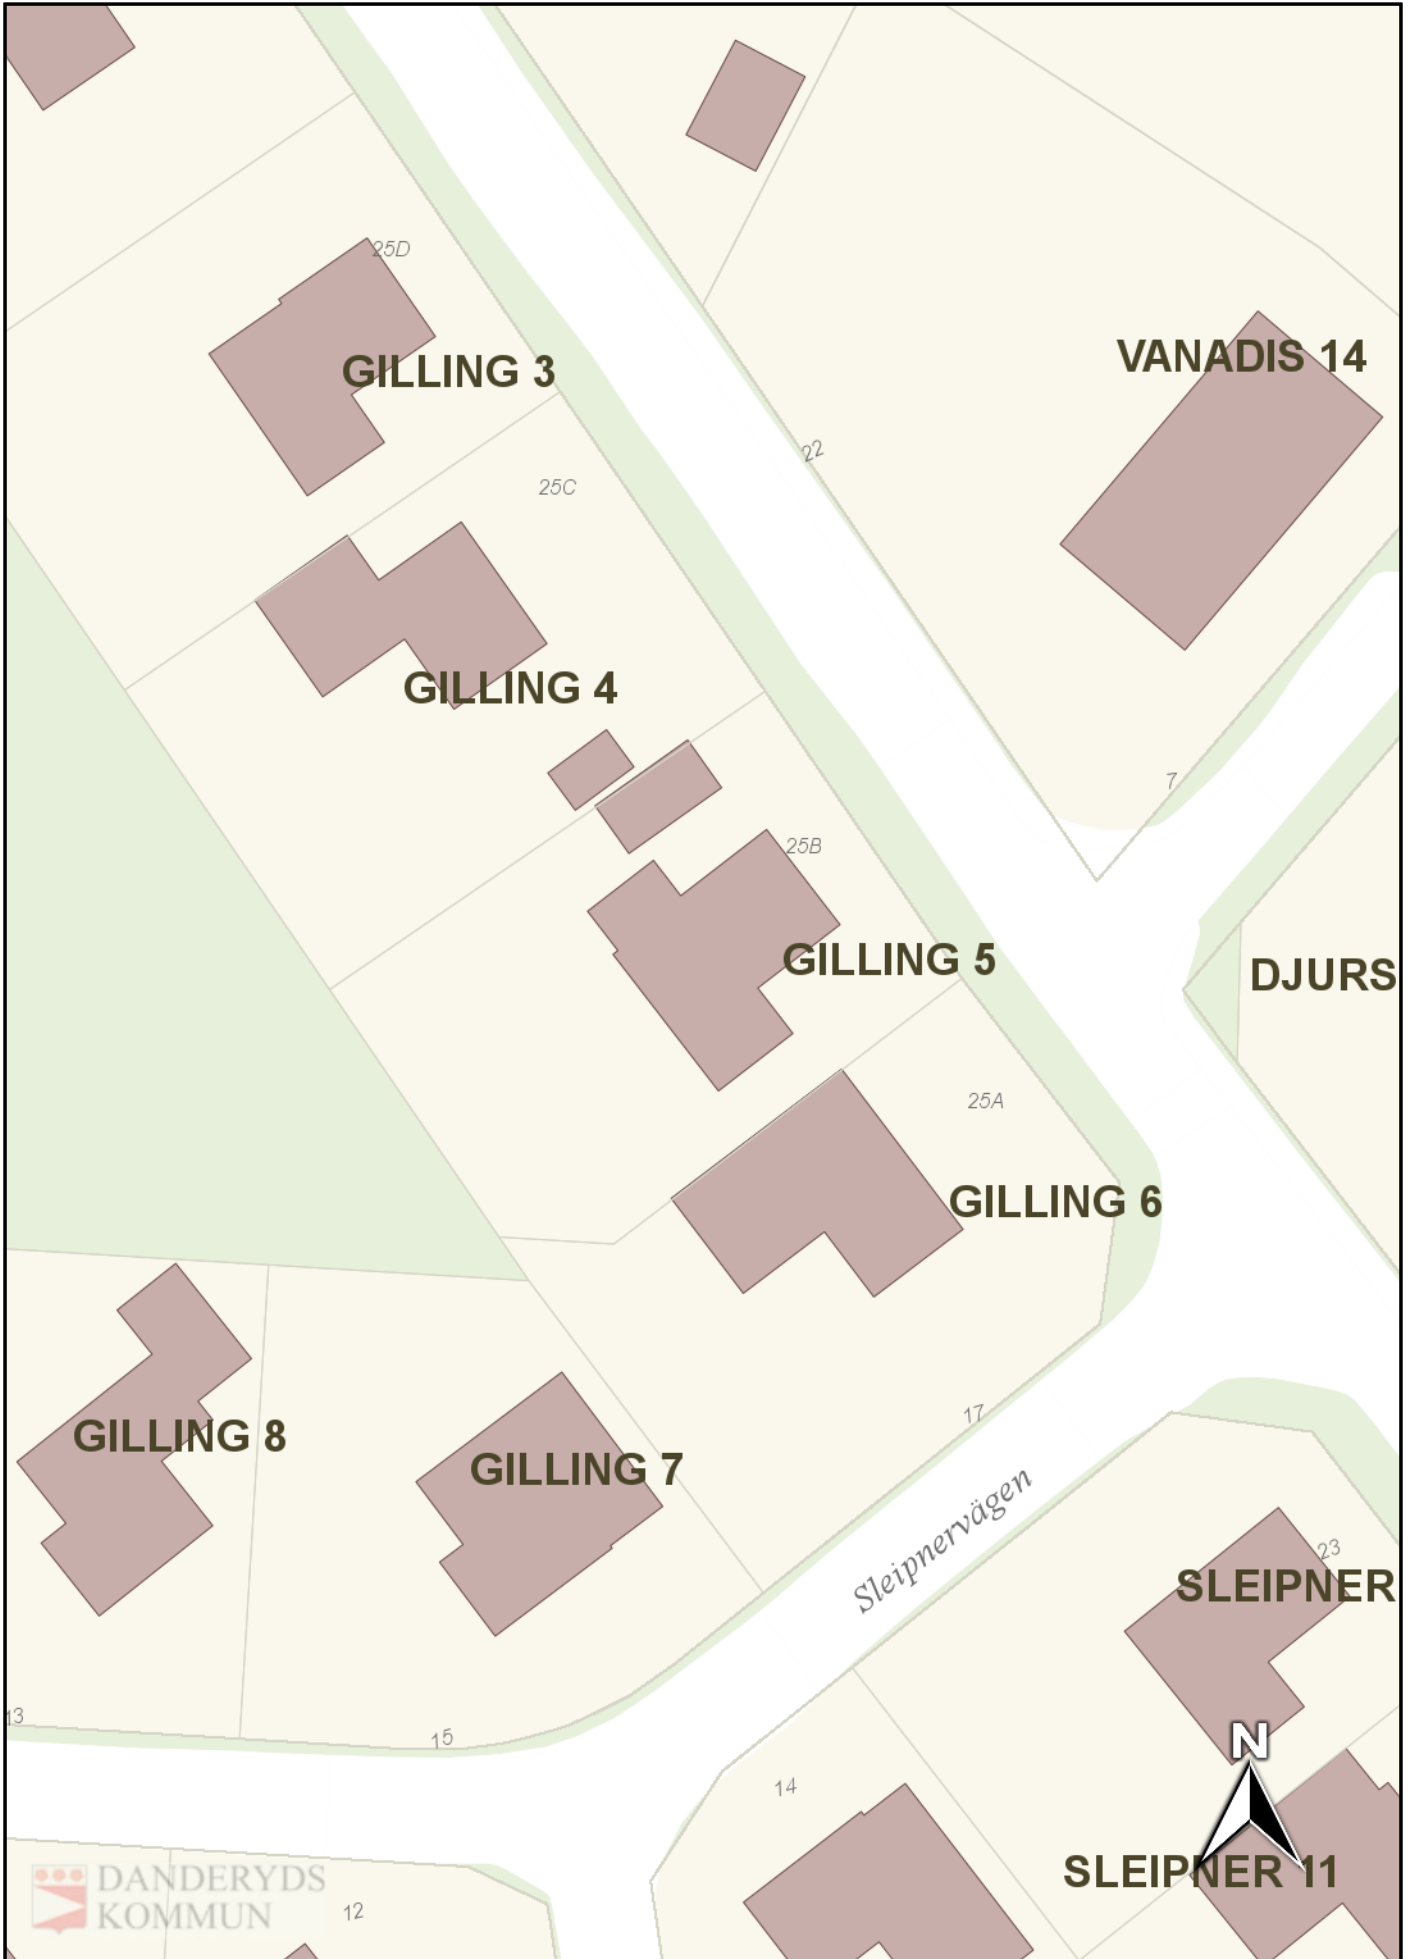 25D
GILLING 3
VANADIS 14
22
25C
GILLING 4
7
25B
GILLING 5
DJURS
25A
GILLING 6
17
GILLING 8
GILLING 7
Sleipnervägen
23
SLEIPNER
13
15
N
14
SLEIPNER 11
DANDERYDS
KOMMUN
12